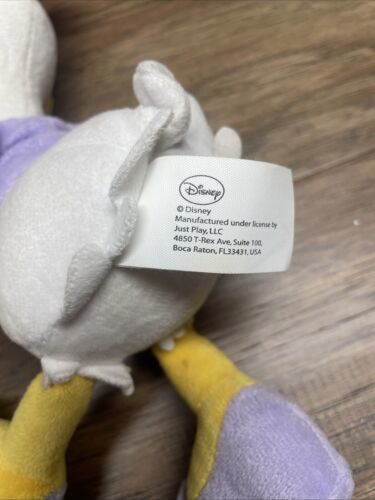 Disney
© Disney
Manufactured under license by
Just Play, LLC
4850 T-Rex Ave, Suite 100,
Boca Raton, FL33431, USA